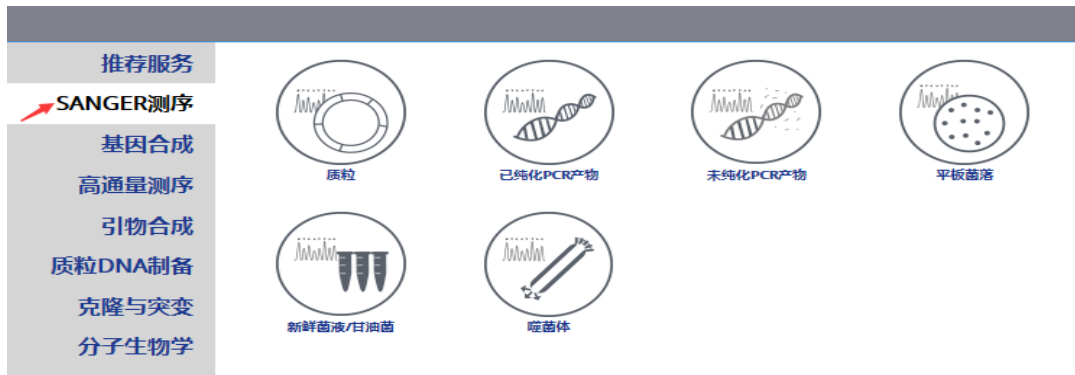 推荐服务
SANGER测序
基因合成
高通量测序
引物合成
质粒DNA制备
克隆与突变
分子生物学
质粒
已纯化PCR产物
未纯化PCR产物
平板菌落
新鲜菌液/甘油菌
噬菌体